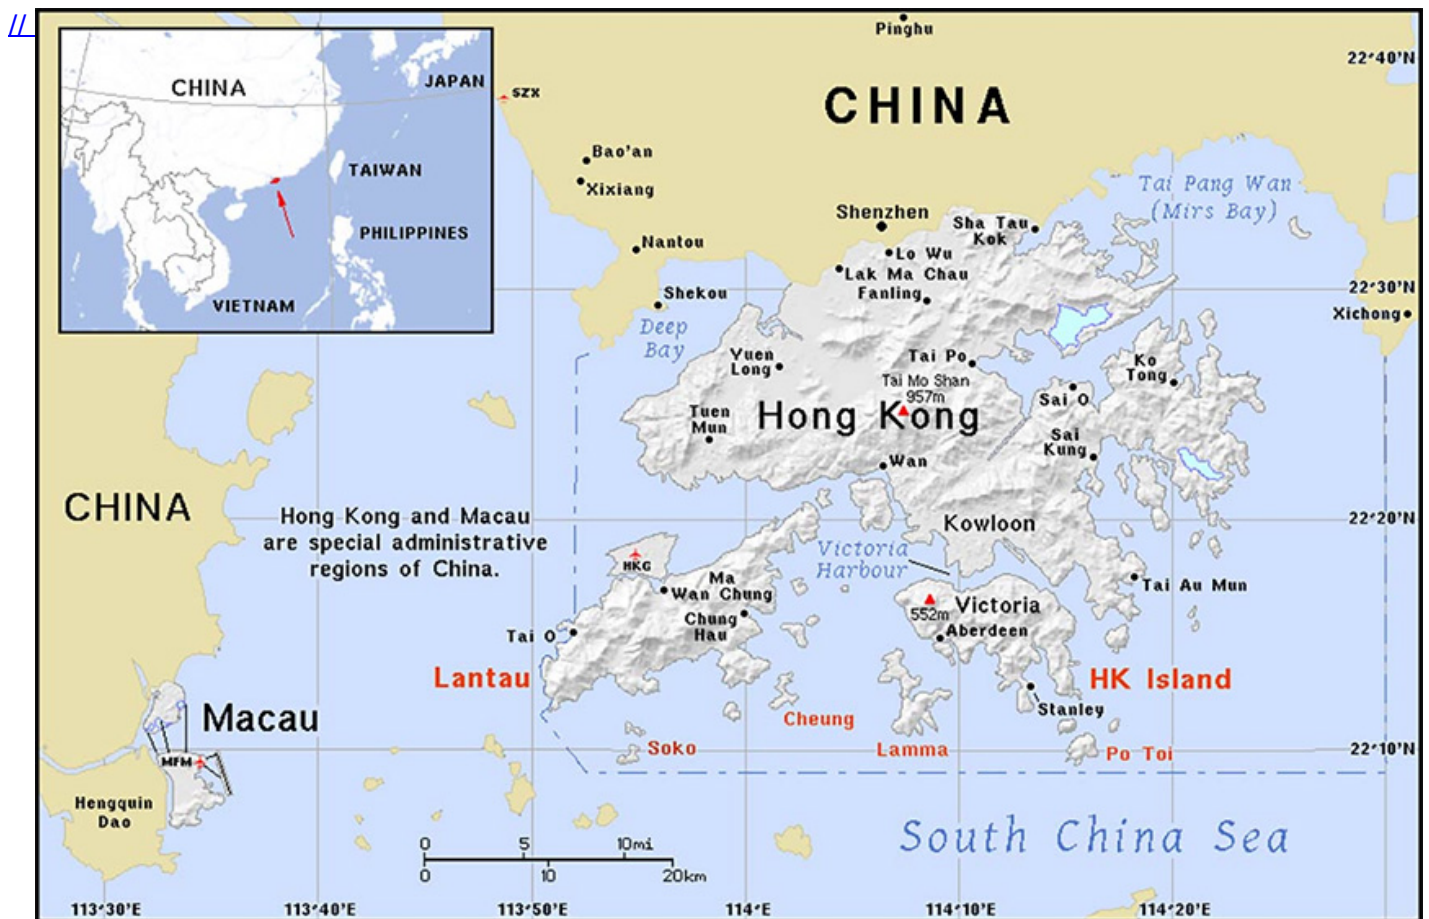 //
Pinghu
22°40'N
CHINA
JAPAN
SZX
CHINA
Bao'an
TAIWAN
Xixiang
Tai Pang Wan
(Mirs Bay)
Shenzhen
Sha Tau
Kok
PHILIPPINES
Nantou
Lo Wu
Lak Ma Chau
Fanling
22°30'N
Shekou
VIETNAM
Xichong
Deep
Bay
Yuen
Long
Tai Po
Ko
Tong
Tai Mo Shan
957m
Sai O
Tuen
Mun
Hong Kong
Sai
Kung
Wan
CHINA
Hong Kong and Macau
are special administrative
regions of China.
22°20'N
Kowloon
Victoria
Harbour
HKG
Ma
Wan Chung
Tai Au Mun
Victoria
552m
Chung
Hau
Aberdeen
Tai O
Lantau
HK Island
Stanley
Macau
Cheung
Soko
Lamma
Po Toi
22°10'N
MFM
Hengquin
Dao
South China Sea
0 5 10mi
0 10 20km
113°30'E 113°40'E 113°50'E 114°E 114°10'E 114°20'E